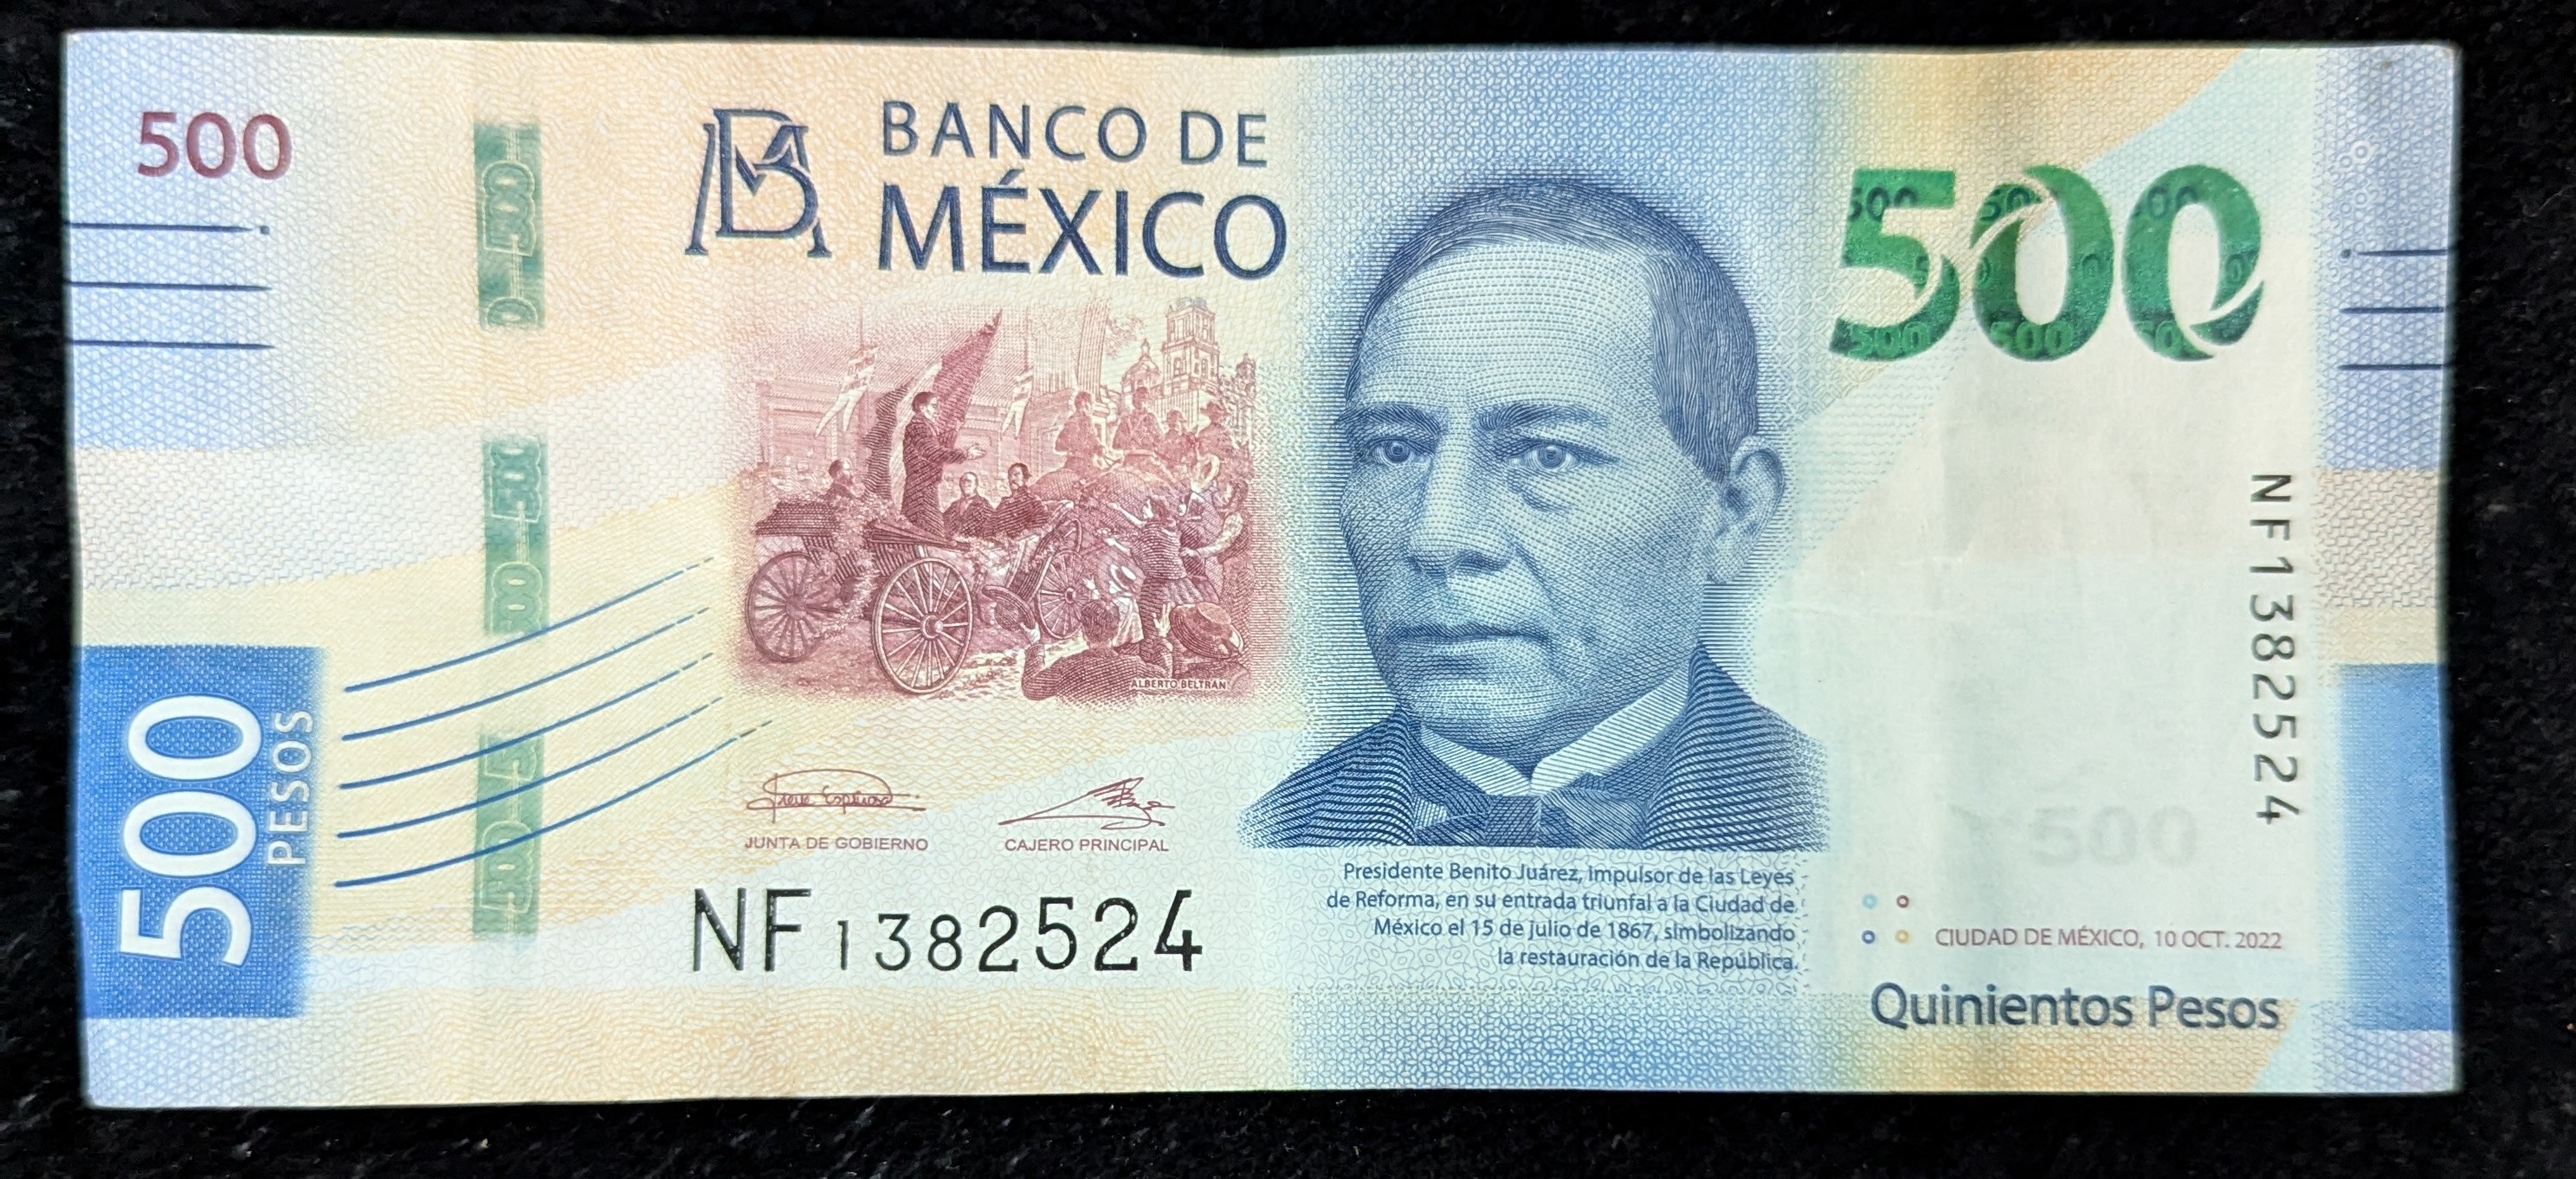 500
BANCO DE
MÉXICO
500
ALBERTO BELTRÁN
NF1382524
500
PESOS
JUNTA DE GOBIERNO
CAJERO PRINCIPAL
NF1382524
Presidente Benito Juárez, impulsor de las Leyes
de Reforma, en su entrada triunfal a la Ciudad de
México el 15 de julio de 1867, simbolizando
la restauración de la República.
500
CIUDAD DE MÉXICO, 10 OCT. 2022
Quinientos Pesos